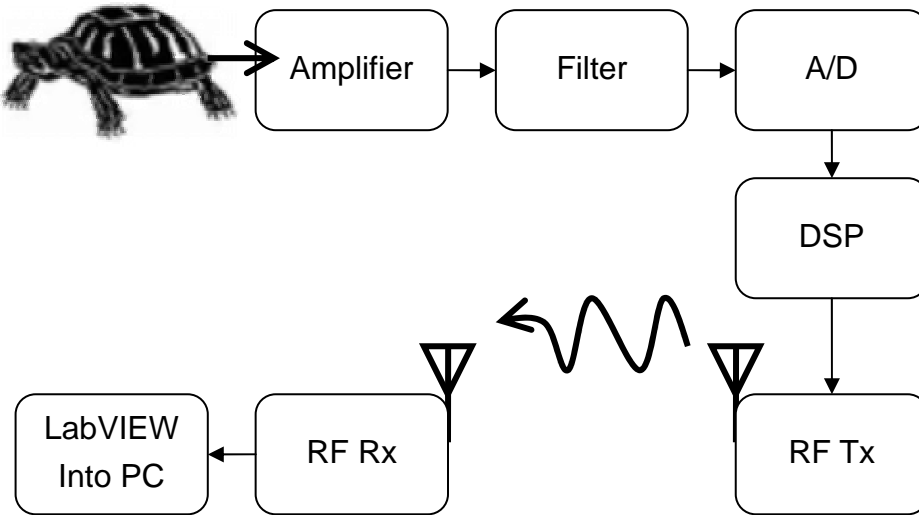 Amplifier
Filter
A/D
DSP
RF Tx
RF Rx
LabVIEW
Into PC